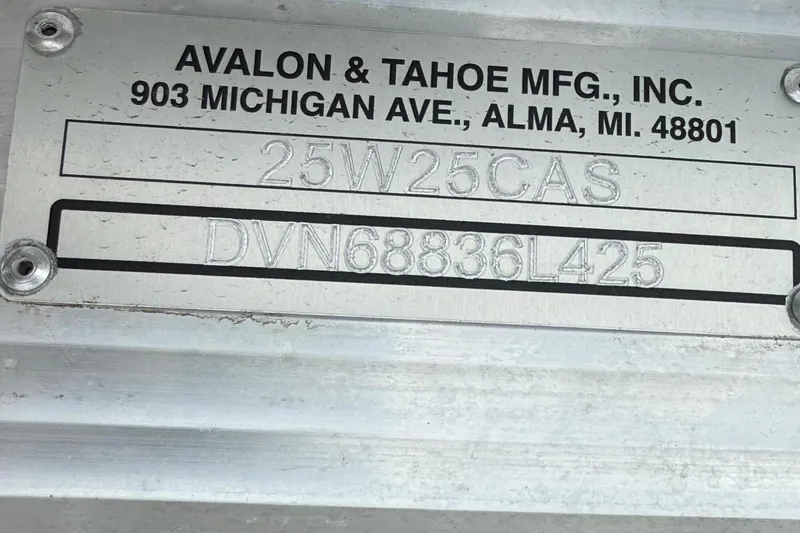 AVALON & TAHOE MFG., INC.
903 MICHIGAN AVE., ALMA, MI. 48801
25W25CAS
DVN68836L425